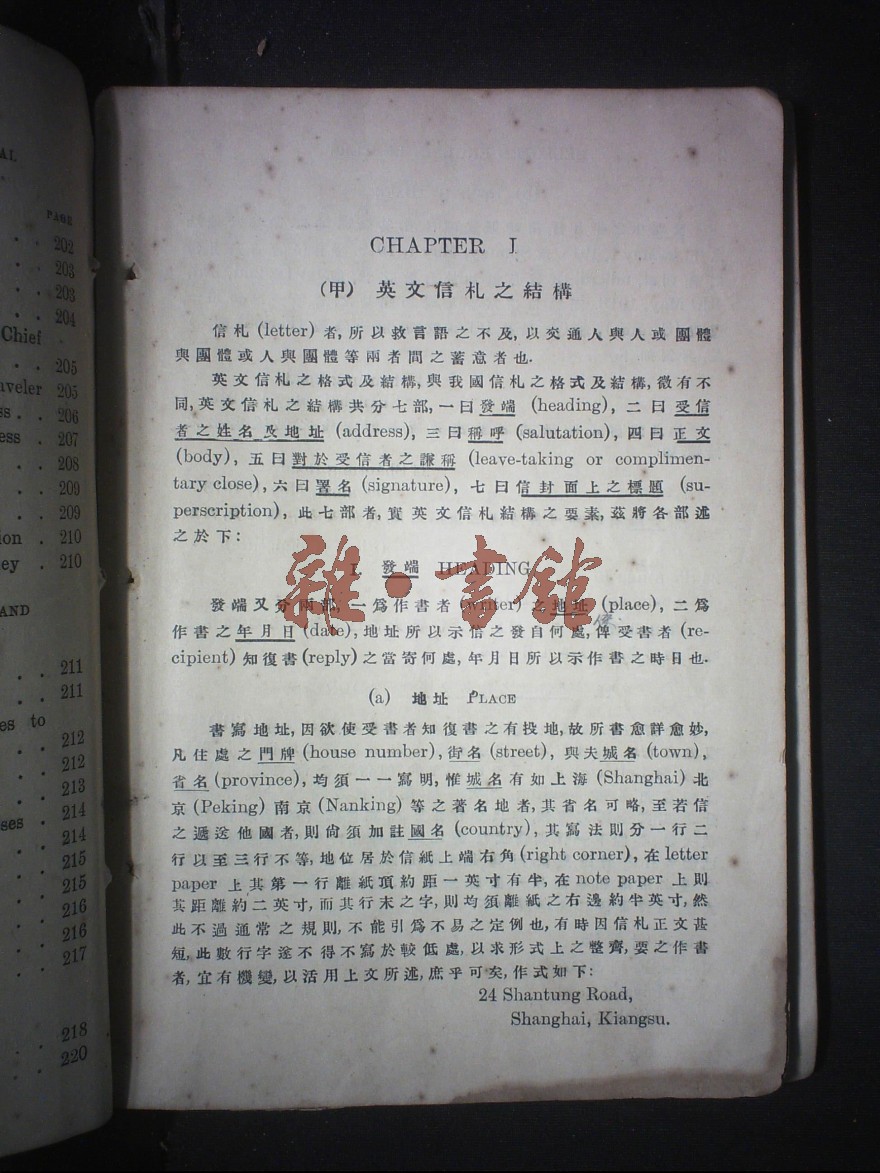 AL
PAGE
. . 202
. . 203
. . 203
. . 204
Chief
. . 205
aveler 205
ss . 206
ess . 207
. . 208
. . 209
. . 209
ion . 210
ey . 210
AND
. . 211
. . 211
es to
. . 212
. . 212
. . 213
. . 214
ses . 214
. . 215
. . 215
. . 216
. . 216
. . 217
. . 218
. . 220
CHAPTER I
(甲) 英文信札之結構
信札 (letter) 者,所以救言語之不及,以交通人與人或團體
與團體或人與團體等兩者間之蓄意者也.
英文信札之格式及結構,與我國信札之格式及結構,微有不
同,英文信札之結構共分七部,一曰發端 (heading), 二曰受信
者之姓名及地址 (address), 三曰稱呼 (salutation), 四曰正文
(body), 五曰對於受信者之謙稱 (leave-taking or complimen-
tary close), 六曰署名 (signature), 七曰信封面上之標題 (su-
perscription), 此七部者,實英文信札結構之要素,茲將各部述
之於下:
I. 發端 HEADING
發端又分兩部,一爲作書者 (writer) 之地址 (place), 二爲
作書之年月日 (date), 地址所以示信之發自何處,俾受書者 (re-
cipient) 知復書 (reply) 之當寄何處,年月日所以示作書之時日也.
(a) 地址 PLACE
書寫地址,因欲使受書者知復書之有投地,故所書愈詳愈妙,
凡住處之門牌 (house number), 街名 (street), 與夫城名 (town),
省名 (province), 均須一一寫明,惟城名有如上海 (Shanghai) 北
京 (Peking) 南京 (Nanking) 等之著名地者,其省名可略,至若信
之遞送他國者,則尙須加註國名 (country), 其寫法則分一行二
行以至三行不等,地位居於信紙上端右角 (right corner), 在 letter
paper 上其第一行離紙頂約距一英寸有半,在 note paper 上則
其距離約二英寸,而其行末之字,則均須離紙之右邊約半英寸,然
此不過通常之規則,不能引爲不易之定例也,有時因信札正文甚
短,此數行字遂不得不寫於較低處,以求形式上之整齊,要之作書
者,宜有機變,以活用上文所述,庶乎可矣,作式如下:
24 Shantung Road,
Shanghai, Kiangsu.
雜·書館